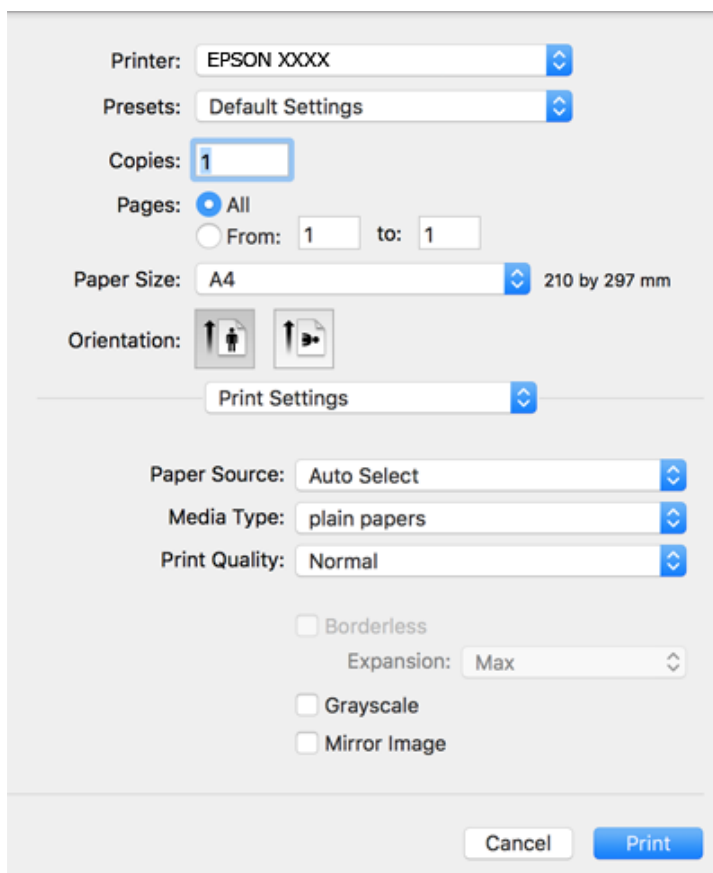 Printer: EPSON XXXX
Presets: Default Settings
Copies: 1
Pages: All
From: 1 to: 1
Paper Size: A4 210 by 297 mm
Orientation:
Print Settings
Paper Source: Auto Select
Media Type: plain papers
Print Quality: Normal
Borderless
Expansion: Max
Grayscale
Mirror Image
Cancel Print